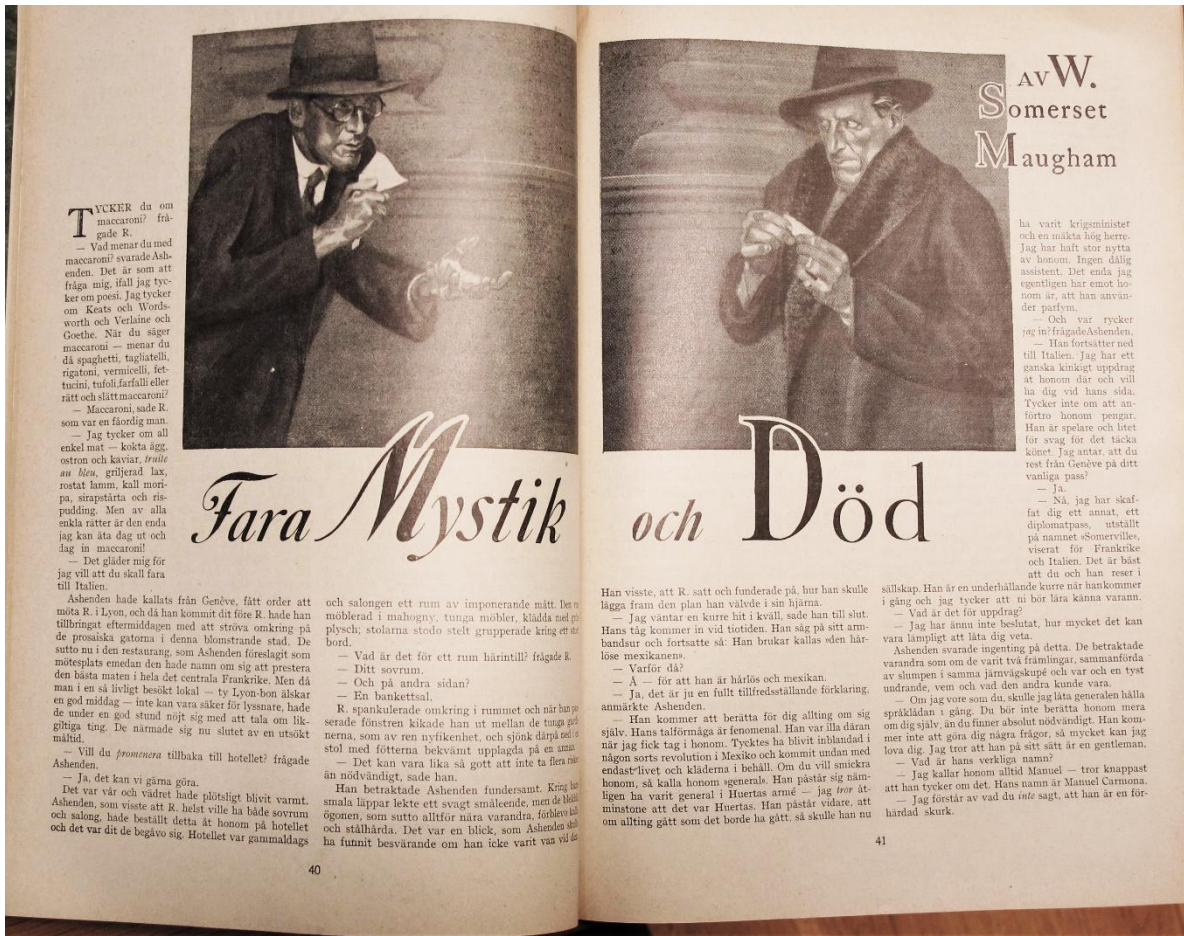 Fara Mystik och Död
AV W.
Somerset
Maugham
TYCKER du om
maccaroni? frå-
gade R.
— Vad menar du med
maccaroni? svarade Ash-
enden. Det är som att
fråga mig, ifall jag tyc-
ker om poesi. Jag tycker
om Keats och Words-
worth och Verlaine och
Goethe. När du säger
maccaroni — menar du
då spaghetti, tagliatelli,
rigatoni, vermicelli, fet-
tucini, tufoli, farfalli eller
rätt och slätt maccaroni?
— Maccaroni, sade R.
som var en fåordig man.
— Jag tycker om all
enkel mat — kokta ägg,
ostron och kaviar, truite
au bleu, griljerad lax,
rostat lamm, kall mori-
pa, sirapstårta och ris-
pudding. Men av alla
enkla rätter är den enda
jag kan äta dag ut och
dag in maccaroni!
— Det gläder mig för
jag vill att du skall fara
till Italien.
Ashenden hade kallats från Genève, fått order att
möta R. i Lyon, och då han kommit dit före R. hade han
tillbringat eftermiddagen med att ströva omkring på
de prosaiska gatorna i denna blomstrande stad. De
sutto nu i den restaurang, som Ashenden föreslagit som
mötesplats emedan den hade namn om sig att prestera
den bästa maten i hela det centrala Frankrike. Men då
man i en så livligt besökt lokal — ty Lyon-bon älskar
en god middag — inte kan vara säker för lyssnare, hade
de under en god stund nöjt sig med att tala om lik-
giltiga ting. De närmade sig nu slutet av en utsökt
måltid.
— Vill du promenera tillbaka till hotellet? frågade
Ashenden.
— Ja, det kan vi gärna göra.
Det var vår och vädret hade plötsligt blivit varmt.
Ashenden, som visste att R. helst ville ha både sovrum
och salong, hade beställt detta åt honom på hotellet
och det var dit de begåvo sig. Hotellet var gammaldags
och salongen ett rum av imponerande mått. Den
möblerad i mahogny, tunga möbler, klädda med
plysch; stolarna stodo stelt grupperade kring ett
bord.
— Vad är det för ett rum härintill? frågade R.
— Ditt sovrum.
— Och på andra sidan?
— En bankettsal.
R. spankulerade omkring i rummet och när han
serade fönstren kikade han ut mellan de tunga
nerna, som av ren nyfikenhet, och sjönk därpå ned i
stol med fötterna bekvämt upplagda på en annan.
— Det kan vara lika så gott att inte ta flera
än nödvändigt, sade han.
Han betraktade Ashenden fundersamt. Kring
smala läppar lekte ett svagt småleende, men de
ögonen, som sutto alltför nära varandra, förblevo
och stålhårda. Det var en blick, som Ashenden
ha funnit besvärande om han icke varit van vid
40
Han visste, att R. satt och funderade på, hur han skulle
lägga fram den plan han välvde i sin hjärna.
— Jag väntar en kurre hit i kväll, sade han till slut.
Hans tåg kommer in vid tiotiden. Han såg på sitt arm-
bandsur och fortsatte så: Han brukar kallas »den hår-
löse mexikanen».
— Varför då?
— Å — för att han är hårlös och mexikan.
— Ja, det är ju en fullt tillfredsställande förklaring,
anmärkte Ashenden.
— Han kommer att berätta för dig allting om sig
själv. Hans talförmåga är fenomenal. Han var illa däran
när jag fick tag i honom. Tycktes ha blivit inblandad i
någon sorts revolution i Mexiko och kommit undan med
endast livet och kläderna i behåll. Om du vill smickra
honom, så kalla honom »general». Han påstår sig näm-
ligen ha varit general i Huertas armé — jag tror åt-
minstone att det var Huertas. Han påstår vidare, att
om allting gått som det borde ha gått, så skulle han nu
ha varit krigsminister
och en mäkta hög herre.
Jag har haft stor nytta
av honom. Ingen dålig
assistent. Det enda jag
egentligen har emot ho-
nom är, att han använ-
der parfym.
— Och var rycker
jag in? frågade Ashenden.
— Han fortsätter ned
till Italien. Jag har ett
ganska kinkigt uppdrag
åt honom där och vill
ha dig vid hans sida.
Tycker inte om att an-
förtro honom pengar.
Han är spelare och litet
för svag för det täcka
könet. Jag antar, att du
rest från Genève på ditt
vanliga pass?
— Ja.
— Nå, jag har skaf-
fat dig ett annat, ett
diplomatpass, utställt
på namnet »Somerville»,
viserat för Frankrike
och Italien. Det är bäst
att du och han reser i
sällskap. Han är en underhållande kurre när han kommer
i gång och jag tycker att ni bör lära känna varann.
— Vad är det för uppdrag?
— Jag har ännu inte beslutat, hur mycket det kan
vara lämpligt att låta dig veta.
Ashenden svarade ingenting på detta. De betraktade
varandra som om de varit två främlingar, sammanförda
av slumpen i samma järnvägskupé och var och en tyst
undrande, vem och vad den andra kunde vara.
— Om jag vore som du, skulle jag låta generalen hålla
språklådan i gång. Du bör inte berätta honom mera
om dig själv, än du finner absolut nödvändigt. Han kom-
mer inte att göra dig några frågor, så mycket kan jag
lova dig. Jag tror att han på sitt sätt är en gentleman.
— Vad är hans verkliga namn?
— Jag kallar honom alltid Manuel — tror knappast
att han tycker om det. Hans namn är Manuel Carmona.
— Jag förstår av vad du inte sagt, att han är en för-
härdad skurk.
41